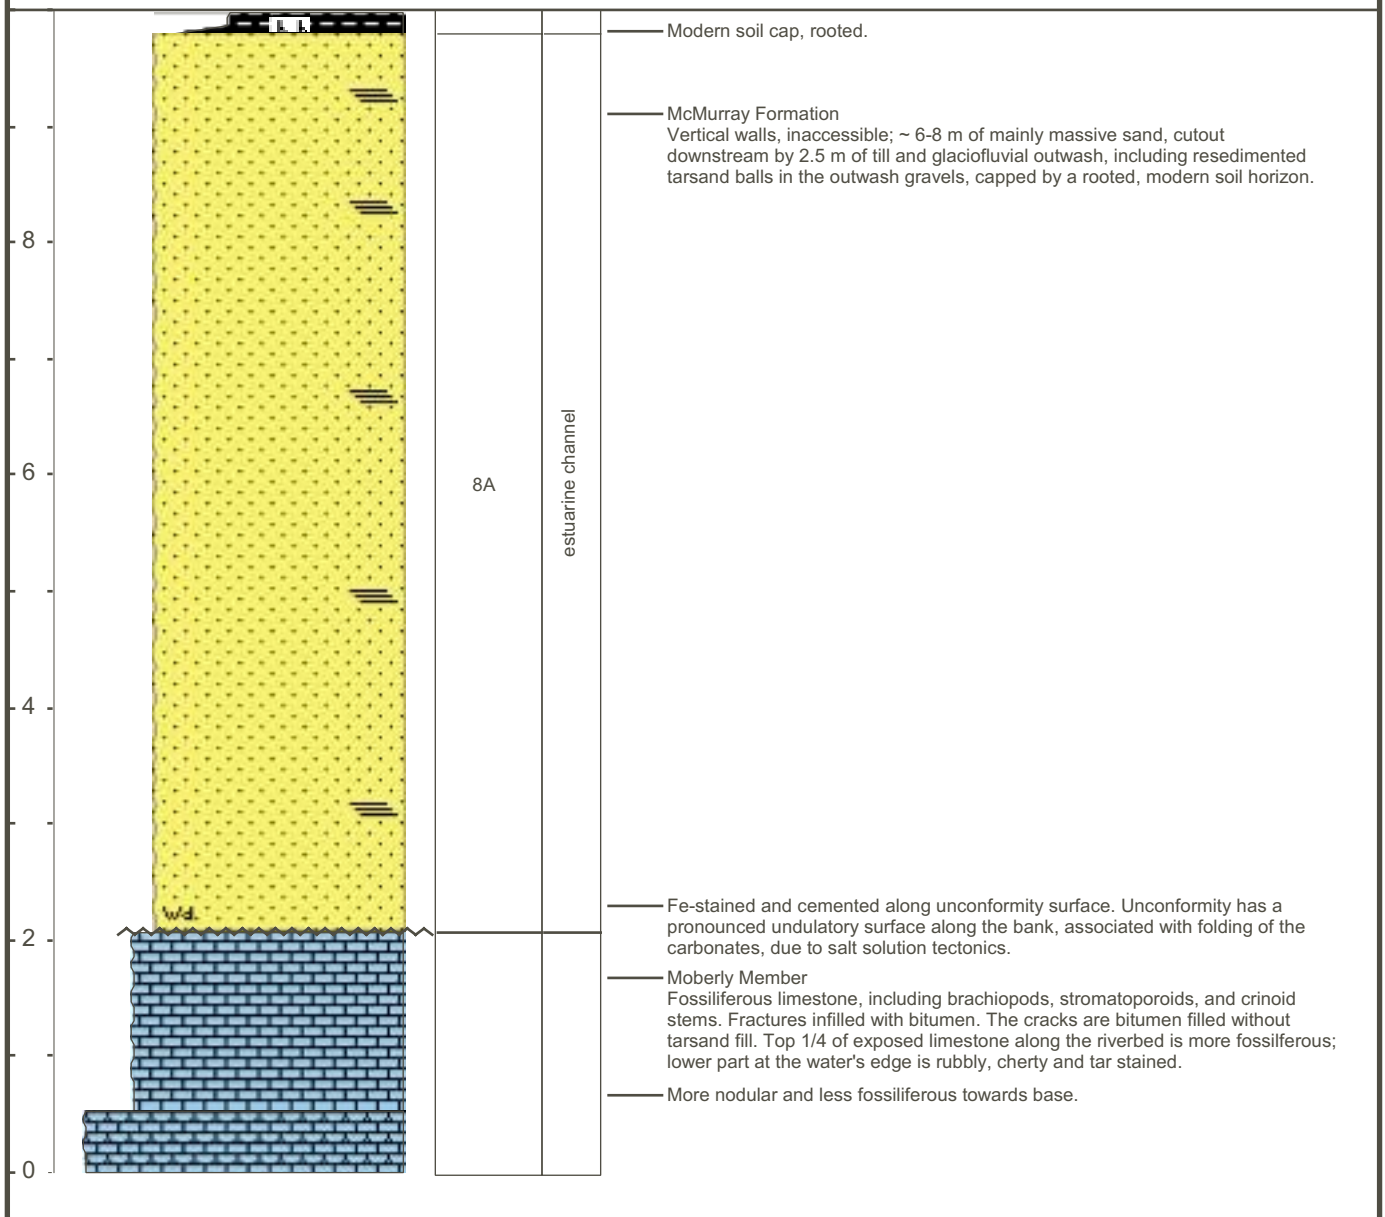 Modern soil cap, rooted.
McMurray Formation
Vertical walls, inaccessible; ~ 6-8 m of mainly massive sand, cutout
downstream by 2.5 m of till and glaciofluvial outwash, including resedimented
tarsand balls in the outwash gravels, capped by a rooted, modern soil horizon.
8
6
8A
estuarine channel
4
wd.
Fe-stained and cemented along unconformity surface. Unconformity has a
pronounced undulatory surface along the bank, associated with folding of the
carbonates, due to salt solution tectonics.
2
Moberly Member
Fossiliferous limestone, including brachiopods, stromatoporoids, and crinoid
stems. Fractures infilled with bitumen. The cracks are bitumen filled without
tarsand fill. Top 1/4 of exposed limestone along the riverbed is more fossilferous;
lower part at the water's edge is rubbly, cherty and tar stained.
More nodular and less fossiliferous towards base.
0